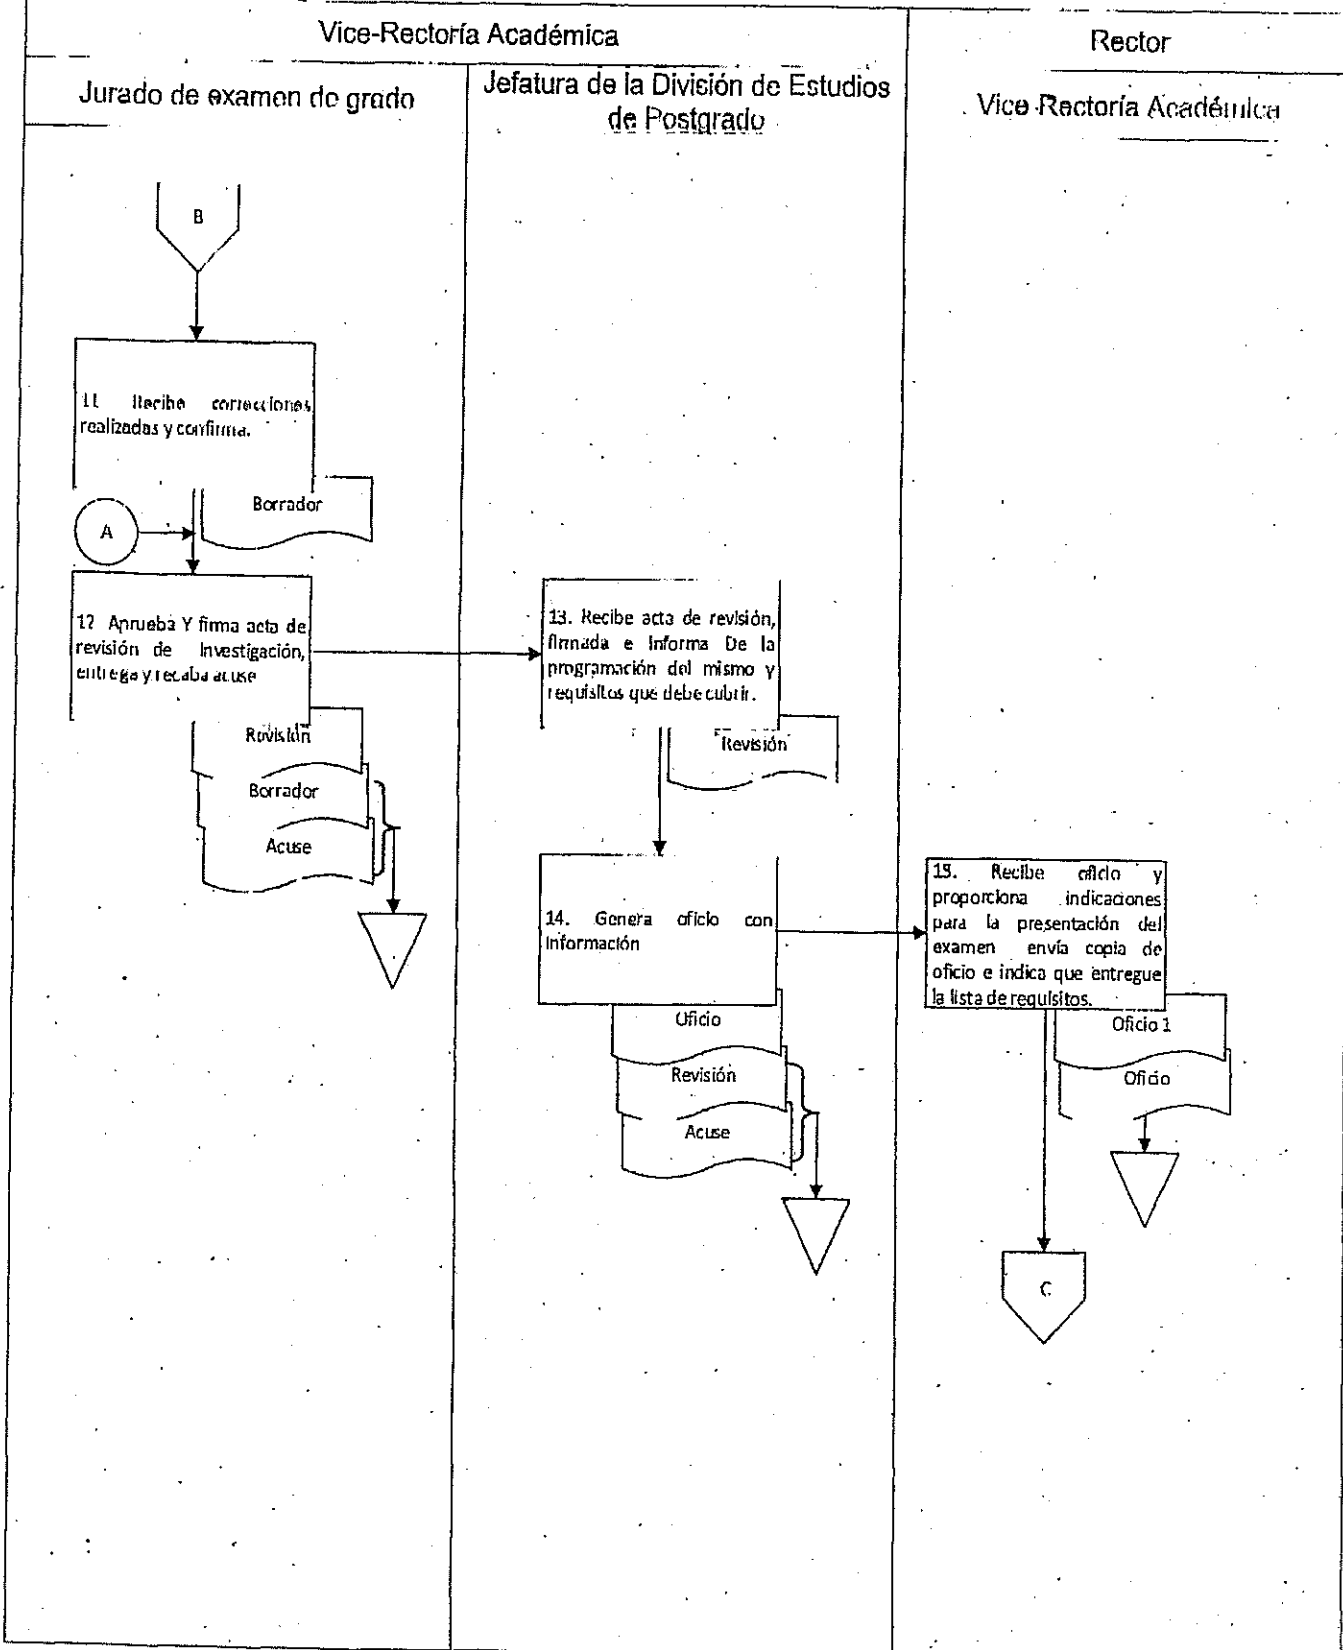 Vice-Rectoría Académica
Rector
Jurado de examen de grado
Jefatura de la División de Estudios
de Postgrado
Vice-Rectoría Académica
B
11. Recibe correcciones
realizadas y confirma.
Borrador
A
12 Aprueba Y firma acta de
revisión de Investigación,
entrega y recaba acuse
Revisión
Borrador
Acuse
13. Recibe acta de revisión,
firmada e Informa De la
programación del mismo y
requisitos que debe cubrir.
Revisión
14. Genera oficio con
Información
Oficio
Revisión
Acuse
15. Recibe oficio y
proporciona indicaciones
para la presentación del
examen envía copia de
oficio e indica que entregue
la lista de requisitos.
Oficio 1
Oficio
C